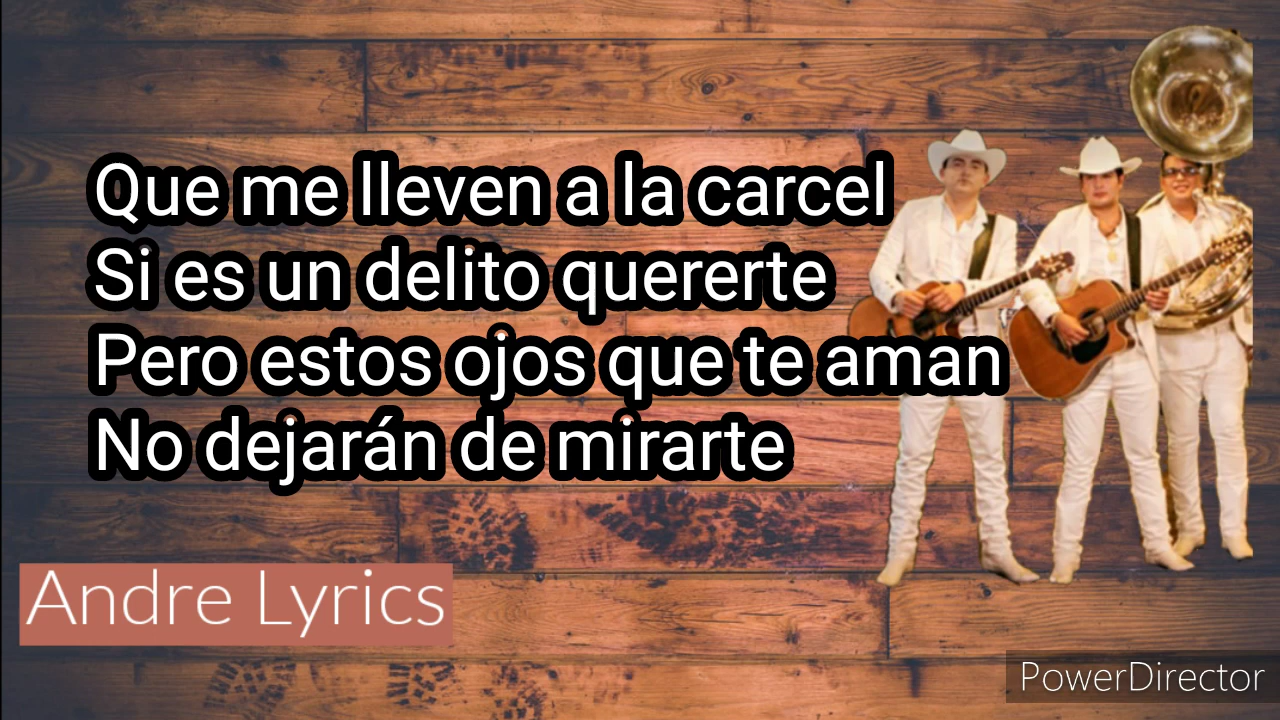 Que me lleven a la carcel
Si es un delito quererte
Pero estos ojos que te aman
No dejarán de mirarte
Andre Lyrics
PowerDirector